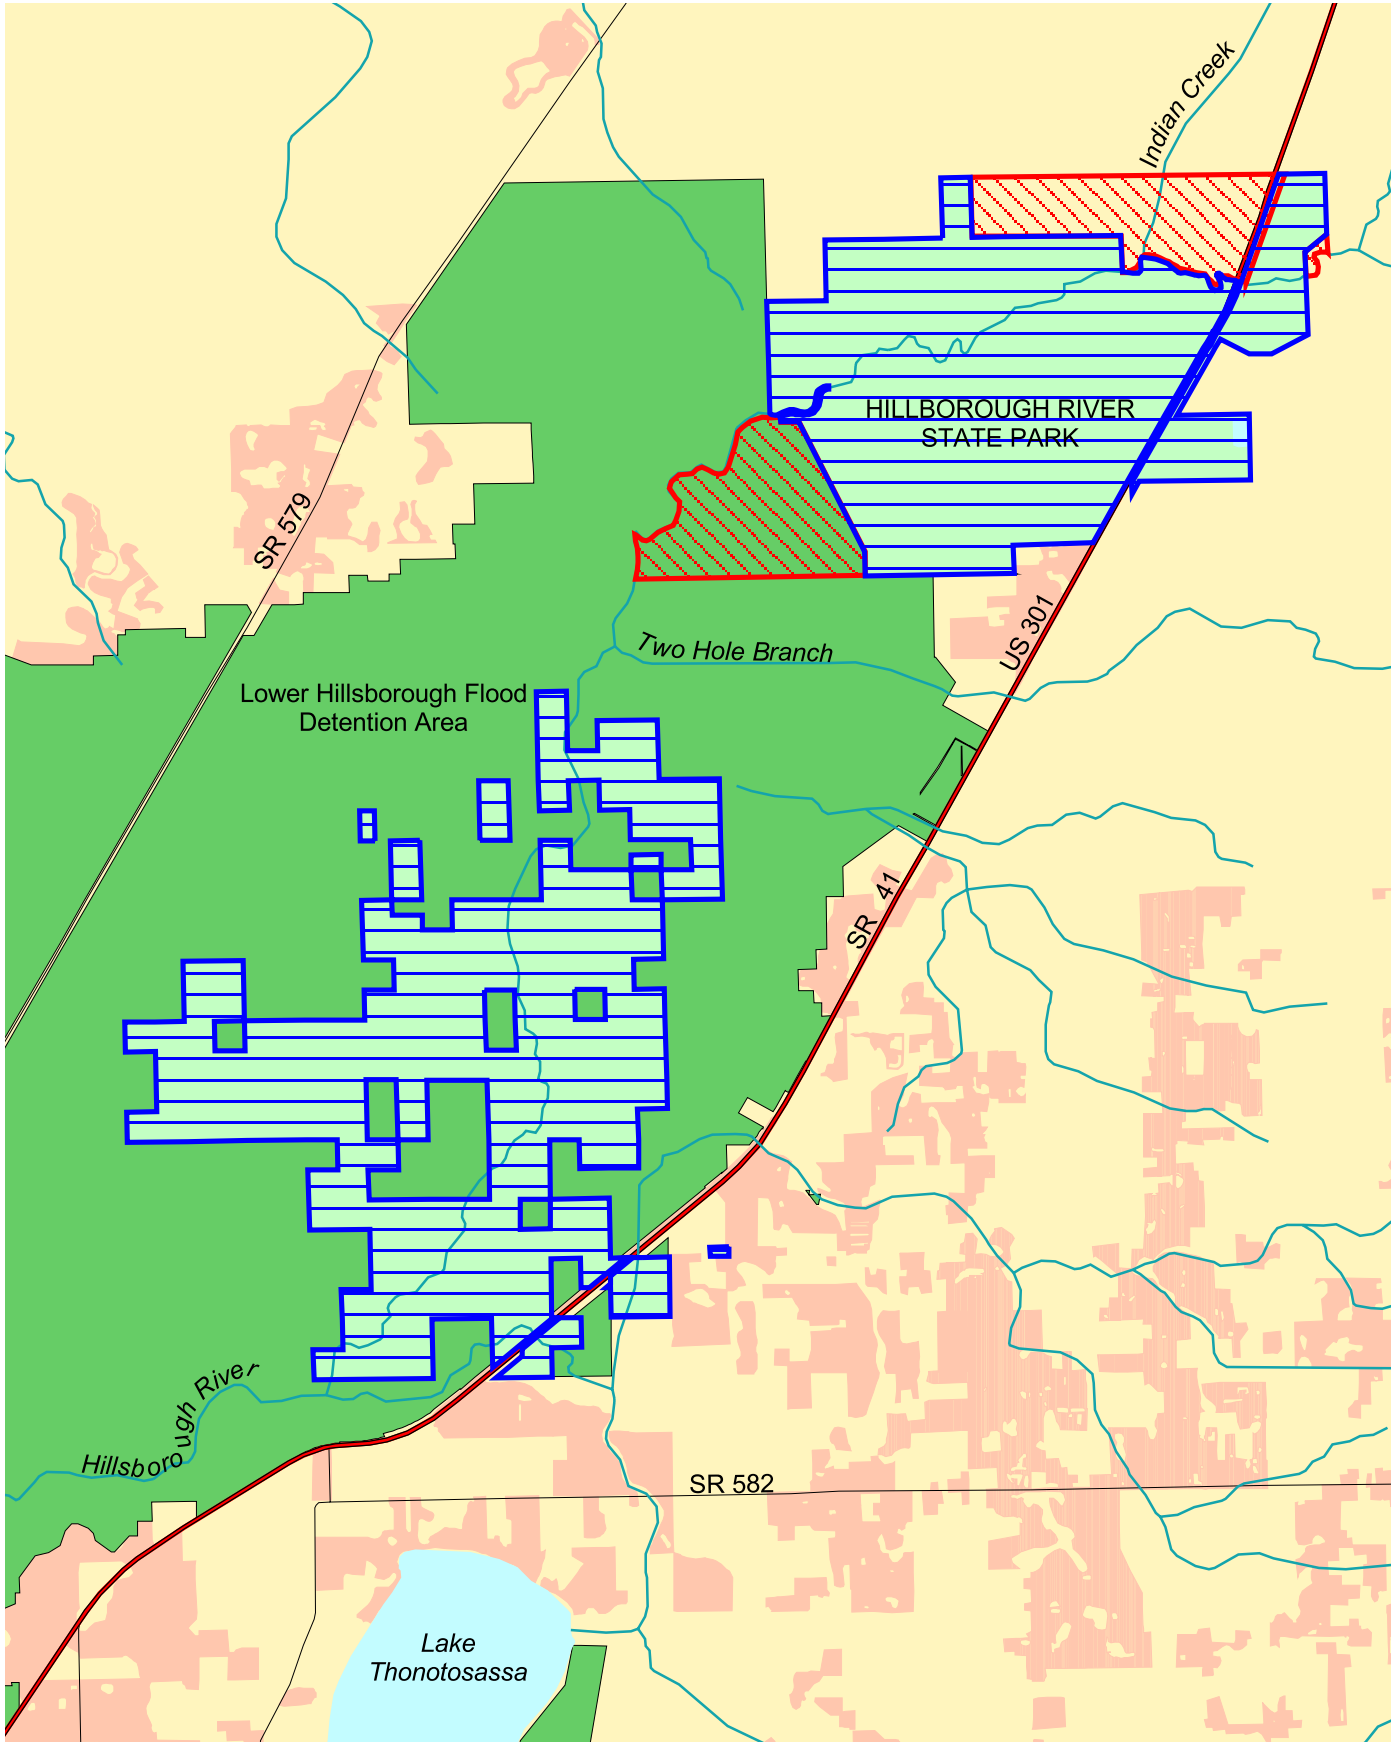 Indian Creek
HILLBOROUGH RIVER
STATE PARK
SR 579
US 301
Two Hole Branch
Lower Hillsborough Flood
Detention Area
SR 41
Hillsborough River
SR 582
Lake
Thonotosassa